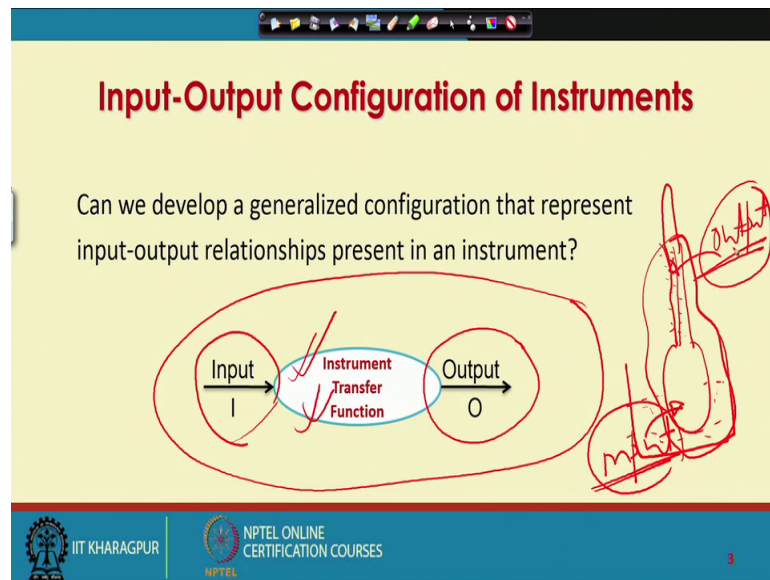 Input-Output Configuration of Instruments
Can we develop a generalized configuration that represent
input-output relationships present in an instrument?
output
Input
I
Instrument
Transfer
Function
Output
O
input
IIT KHARAGPUR
NPTEL
NPTEL ONLINE
CERTIFICATION COURSES
3